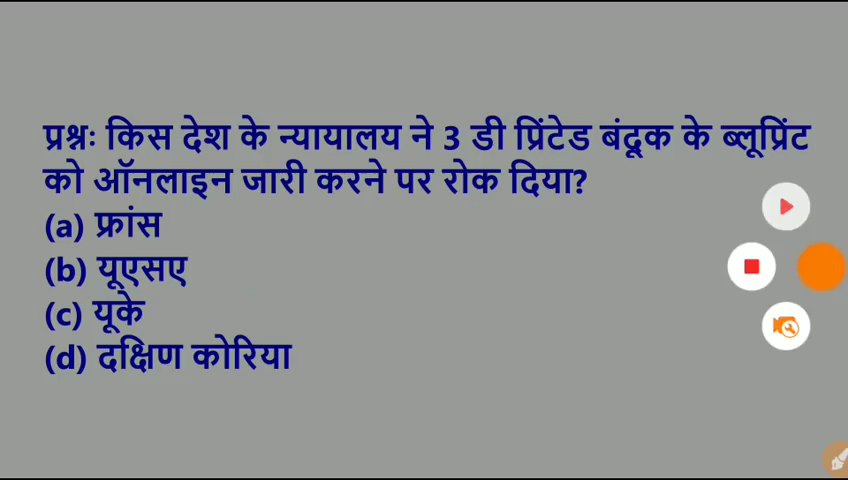 प्रश्नः किस देश के न्यायालय ने 3 डी प्रिंटेड बंदूक के ब्लूप्रिंट
को ऑनलाइन जारी करने पर रोक दिया?
(a) फ्रांस
(b) यूएसए
(c) यूके
(d) दक्षिण कोरिया